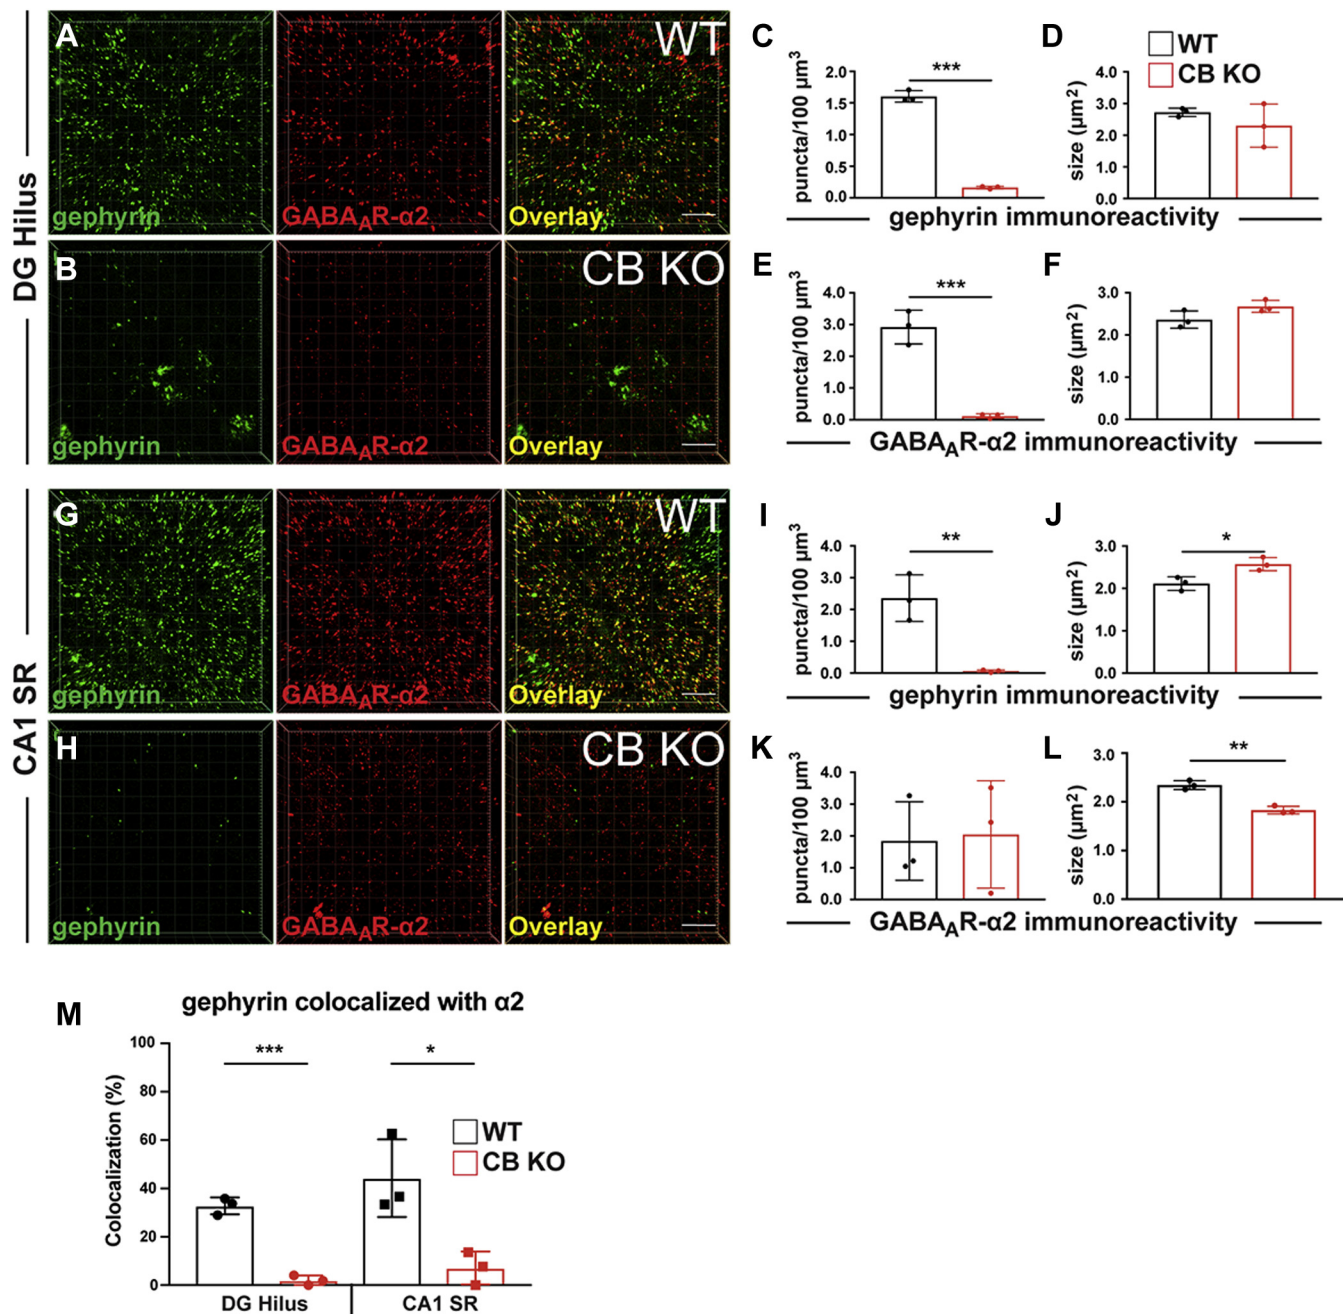 DG Hilus
A
WT
gephyrin
GABA_AR-α2
Overlay
B
CB KO
gephyrin
GABA_AR-α2
Overlay
C
puncta/100 µm³
2.0
1.5
1.0
0.5
0.0
***
D
WT
CB KO
size (µm²)
4.0
3.0
2.0
1.0
0.0
gephyrin immunoreactivity
E
puncta/100 µm³
4.0
3.0
2.0
1.0
0.0
***
F
size (µm²)
3.0
2.0
1.0
0.0
GABA_AR-α2 immunoreactivity
CA1 SR
G
WT
gephyrin
GABA_AR-α2
Overlay
H
CB KO
gephyrin
GABA_AR-α2
Overlay
I
puncta/100 µm³
4.0
3.0
2.0
1.0
0.0
**
J
size (µm²)
3.0
2.0
1.0
0.0
*
gephyrin immunoreactivity
K
puncta/100 µm³
4.0
3.0
2.0
1.0
0.0
L
size (µm²)
3.0
2.0
1.0
0.0
**
GABA_AR-α2 immunoreactivity
M
gephyrin colocalized with α2
Colocalization (%)
100
80
60
40
20
0
***
*
WT
CB KO
DG Hilus
CA1 SR